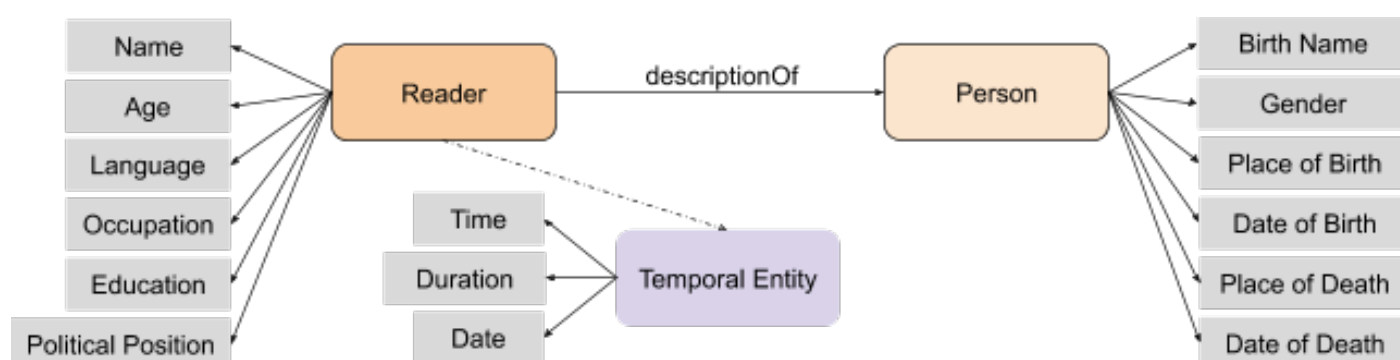 Name
Age
Language
Occupation
Education
Political Position
Reader
descriptionOf
Person
Time
Duration
Date
Temporal Entity
Birth Name
Gender
Place of Birth
Date of Birth
Place of Death
Date of Death